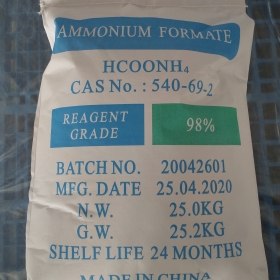 AMMONIUM FORMATE
HCOONH₄
CAS No. : 540-69-2
REAGENT GRADE
98%
BATCH NO. 20042601
MFG. DATE 25.04.2020
N.W. 25.0KG
G.W. 25.2KG
SHELF LIFE 24 MONTHS
MADE IN CHINA